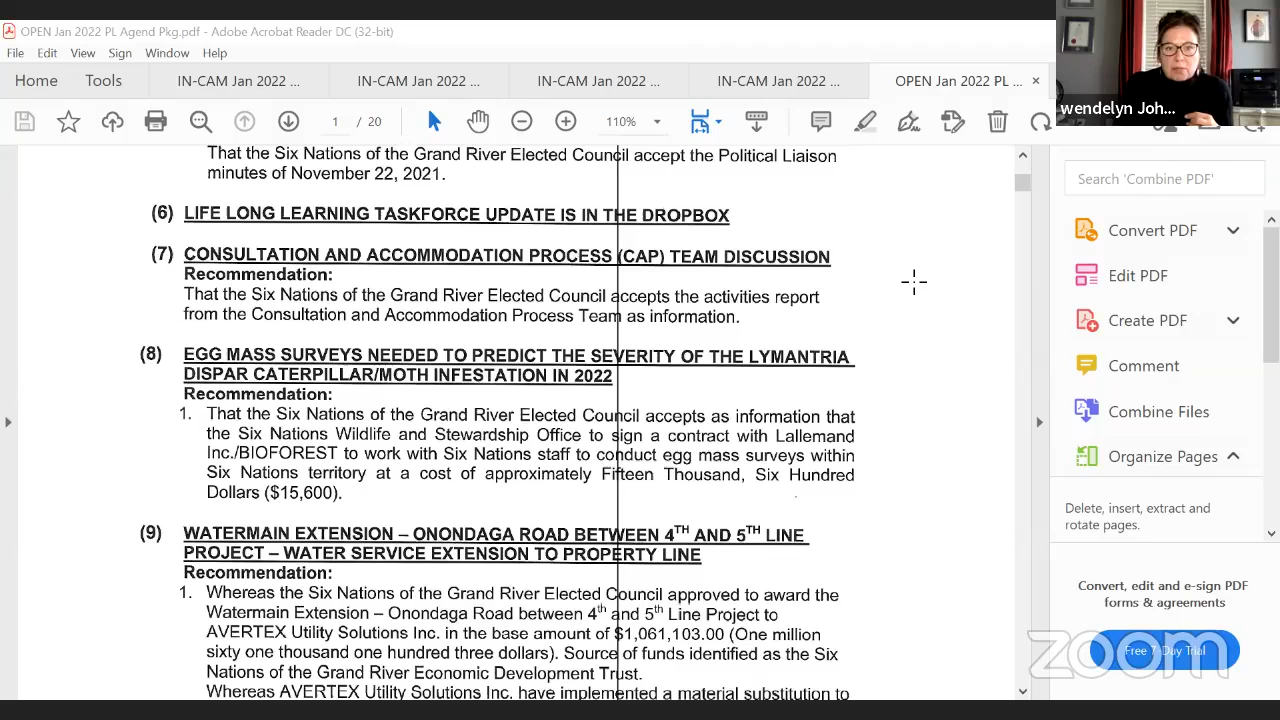 OPEN Jan 2022 PL Agend Pkg.pdf - Adobe Acrobat Reader DC (32-bit)
File Edit View Sign Window Help
Home Tools IN-CAM Jan 2022 ... IN-CAM Jan 2022 ... IN-CAM Jan 2022 ... IN-CAM Jan 2022 ... OPEN Jan 2022 PL ... ×
wendelyn Joh...
1 / 20 110%
That the Six Nations of the Grand River Elected Council accept the Political Liaison
minutes of November 22, 2021.
(6) LIFE LONG LEARNING TASKFORCE UPDATE IS IN THE DROPBOX
(7) CONSULTATION AND ACCOMMODATION PROCESS (CAP) TEAM DISCUSSION
Recommendation:
That the Six Nations of the Grand River Elected Council accepts the activities report
from the Consultation and Accommodation Process Team as information.
(8) EGG MASS SURVEYS NEEDED TO PREDICT THE SEVERITY OF THE LYMANTRIA
DISPAR CATERPILLAR/MOTH INFESTATION IN 2022
Recommendation:
1. That the Six Nations of the Grand River Elected Council accepts as information that
the Six Nations Wildlife and Stewardship Office to sign a contract with Lallemand
Inc./BIOFOREST to work with Six Nations staff to conduct egg mass surveys within
Six Nations territory at a cost of approximately Fifteen Thousand, Six Hundred
Dollars ($15,600).
(9) WATERMAIN EXTENSION – ONONDAGA ROAD BETWEEN 4TH AND 5TH LINE
PROJECT – WATER SERVICE EXTENSION TO PROPERTY LINE
Recommendation:
1. Whereas the Six Nations of the Grand River Elected Council approved to award the
Watermain Extension – Onondaga Road between 4th and 5th Line Project to
AVERTEX Utility Solutions Inc. in the base amount of $1,061,103.00 (One million
sixty one thousand one hundred three dollars). Source of funds identified as the Six
Nations of the Grand River Economic Development Trust.
Whereas AVERTEX Utility Solutions Inc. have implemented a material substitution to
Search 'Combine PDF'
Convert PDF
Edit PDF
Create PDF
Comment
Combine Files
Organize Pages
Delete, insert, extract and
rotate pages.
Convert, edit and e-sign PDF
forms & agreements
Free 7-Day Trial
zoom